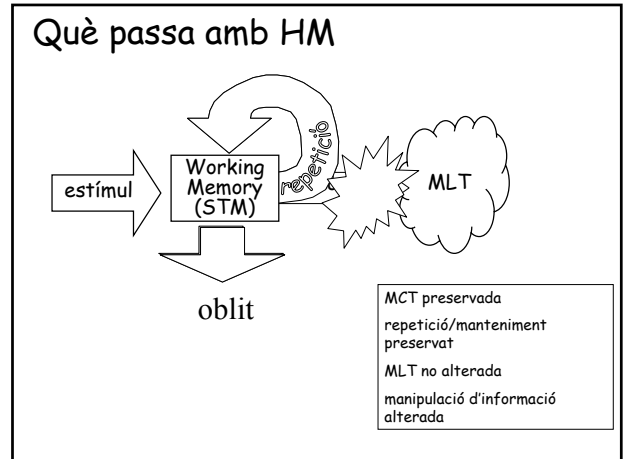 Què passa amb HM
repeticio
estímul
Working
Memory
(STM)
MLT
oblit
MCT preservada
repetició/manteniment
preservat
MLT no alterada
manipulació d'informació
alterada